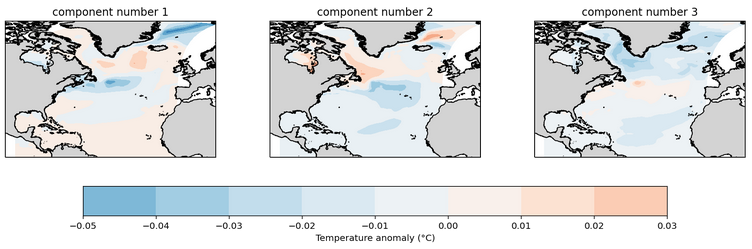 component number 1
component number 2
component number 3
−0.05
−0.04
−0.03
−0.02
−0.01
0.00
0.01
0.02
0.03
Temperature anomaly (°C)